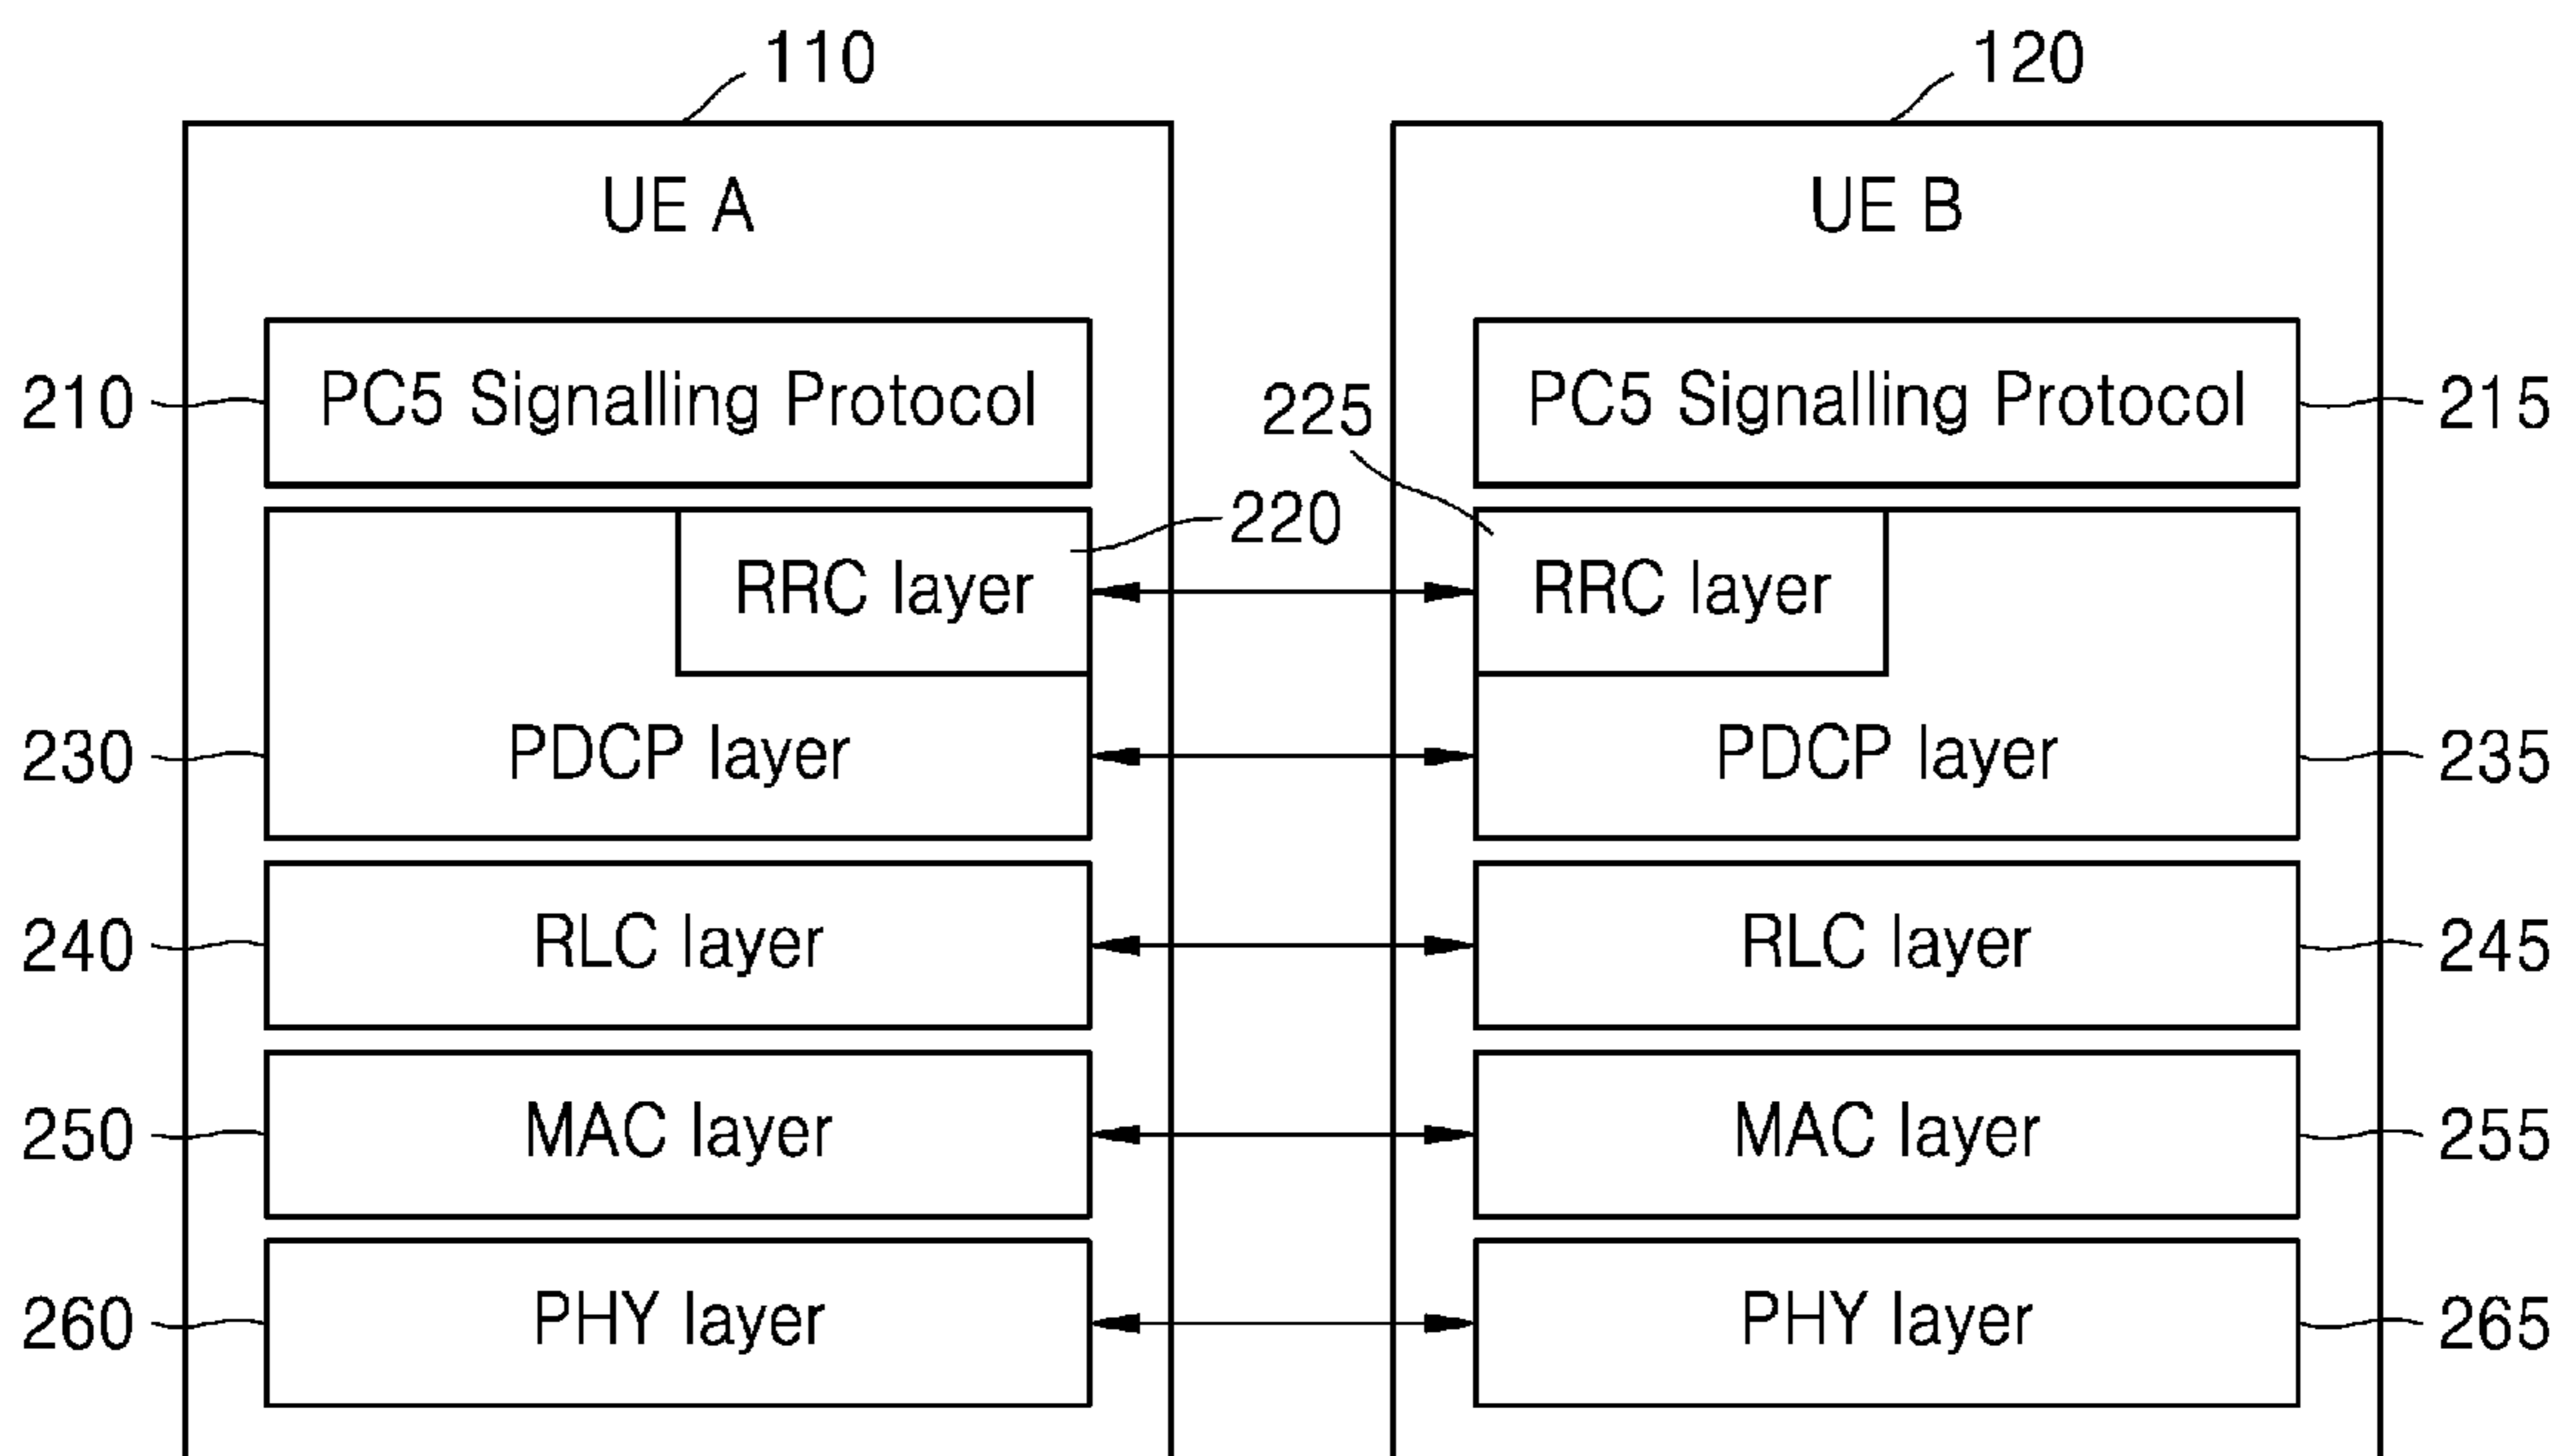 110
120
UE A
UE B
210
PC5 Signalling Protocol
225
PC5 Signalling Protocol
215
220
RRC layer
RRC layer
230
PDCP layer
PDCP layer
235
240
RLC layer
RLC layer
245
250
MAC layer
MAC layer
255
260
PHY layer
PHY layer
265